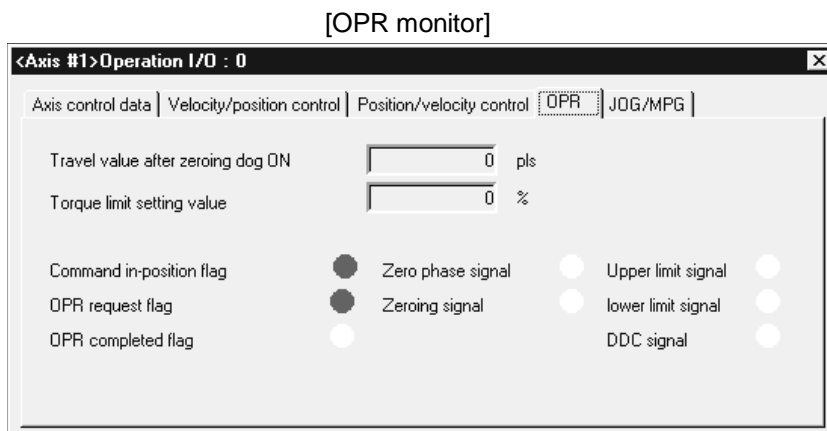 [OPR monitor]
<Axis #1>Operation I/O : 0
Axis control data Velocity/position control Position/velocity control OPR JOG/MPG
Travel value after zeroing dog ON 0 pls
Torque limit setting value 0 %
Command in-position flag Zero phase signal Upper limit signal
OPR request flag Zeroing signal lower limit signal
OPR completed flag DDC signal